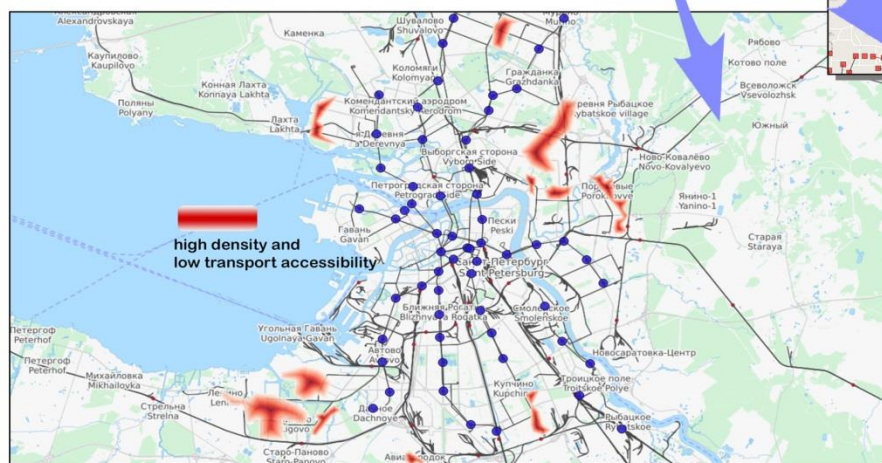 Александровская
Alexandrovskaya
Каупилово
Kaupilovo
Каменка
Kamenka
Шувалово
Shuvalovo
Мурино
Murino
Рябово
Котово поле
Коломяги
Kolomyagi
Гражданка
Grazhdanka
Всеволожск
Vsevolozhsk
Конная Лахта
Konnaya Lakhta
Комендантский аэродром
Komendantsky Aerodrom
Поляны
Polyany
Южный
Лахта
Lakhta
Рыбацкое
Rybatskoe village
Выборгская сторона
Vyborg Side
Ново-Ковалёво
Novo-Kovalyevo
Петроградская сторона
Petrograd Side
Янино-1
Yanino-1
Гавань
Gavan
Пески
Peski
Старая
Staraya
high density and
low transport accessibility
Санкт-Петербург
Saint Petersburg
Ближняя Рогатка
Blizhnyaya Rogatka
Смоленское
Smolenskoe
Угольная Гавань
Ugolnaya Gavan
Петергоф
Peterhof
Петергоф
Peterhof
Автово
Avtovo
Новосаратовка-Центр
Михайловка
Mikhailovka
Купчино
Kupchino
Троицкое поле
Troitskoe Polye
Стрельна
Strelna
Дачное
Dachnoye
Рыбацкое
Rybatskoe
Старо-Паново
Staro-Panovo